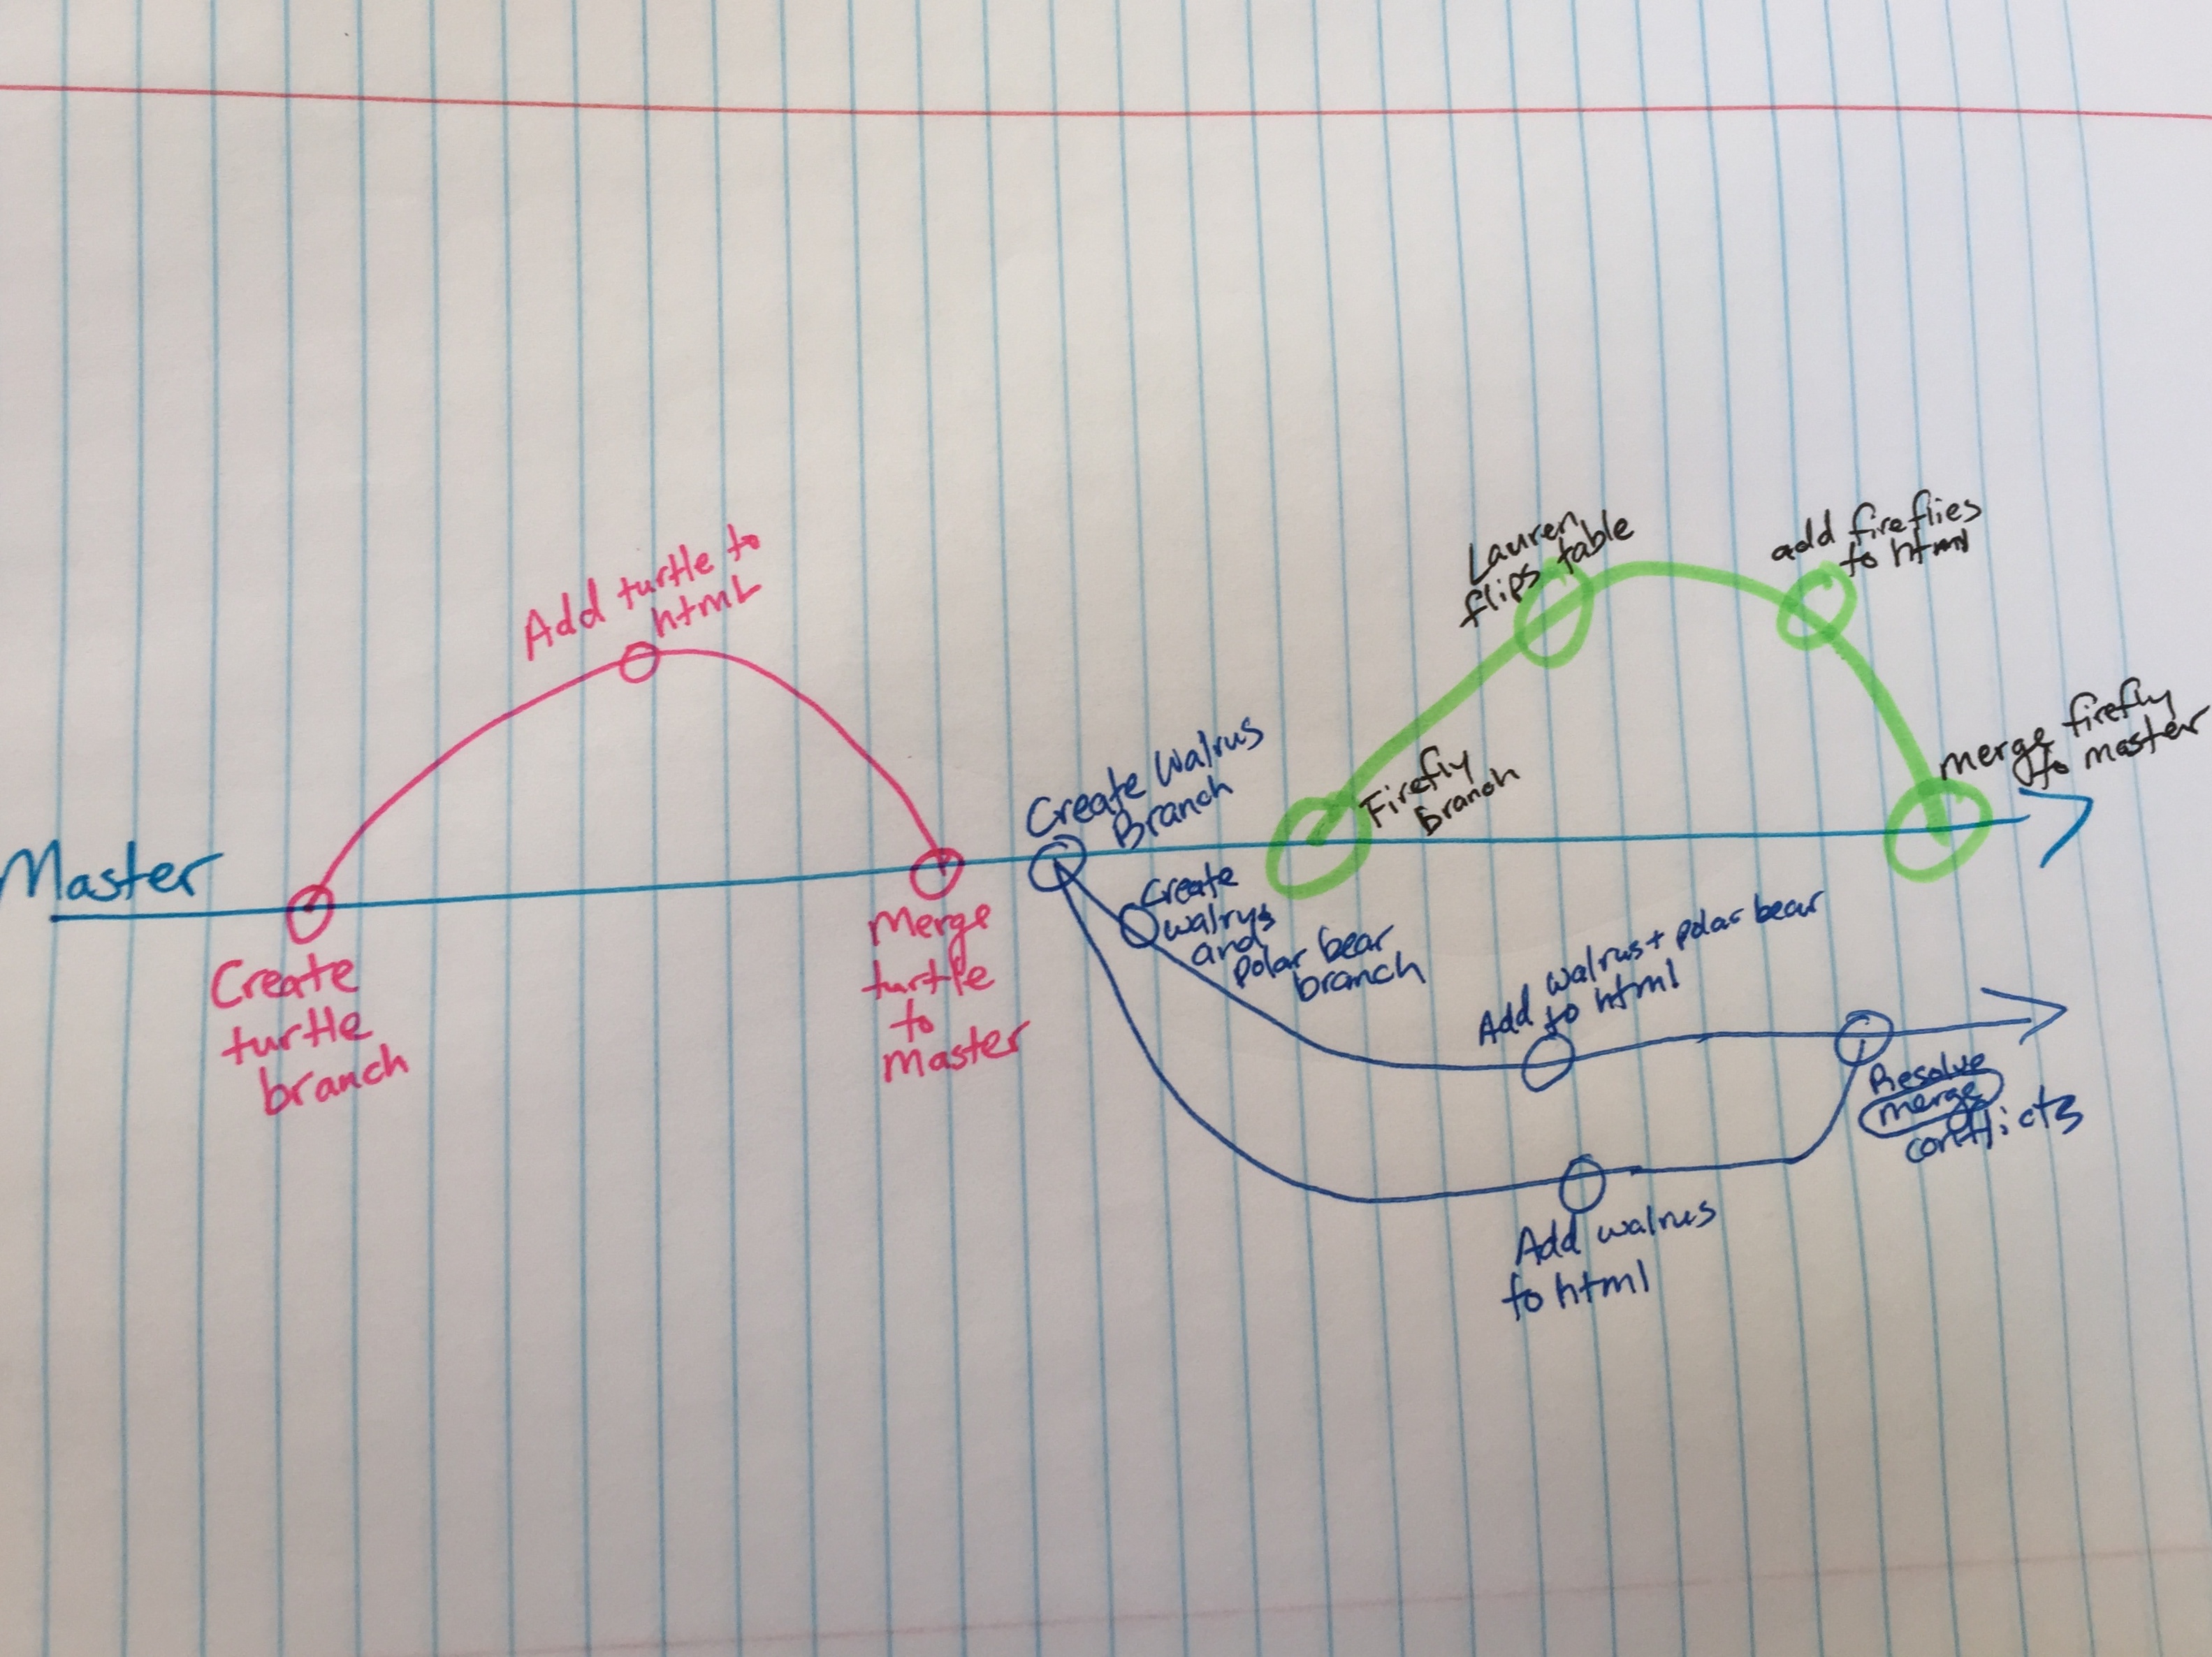 Master
Create
turtle
branch
Add turtle to
html
Merge
turtle
to
Master
Create Walrus
Branch
Create
walrus
and
polar bear
branch
Firefly
branch
Lauren
flips table
add fireflies
to html
merge firefly
to master
Add walrus + polar bear
to html
Add walrus
to html
Resolve
merge
conflicts